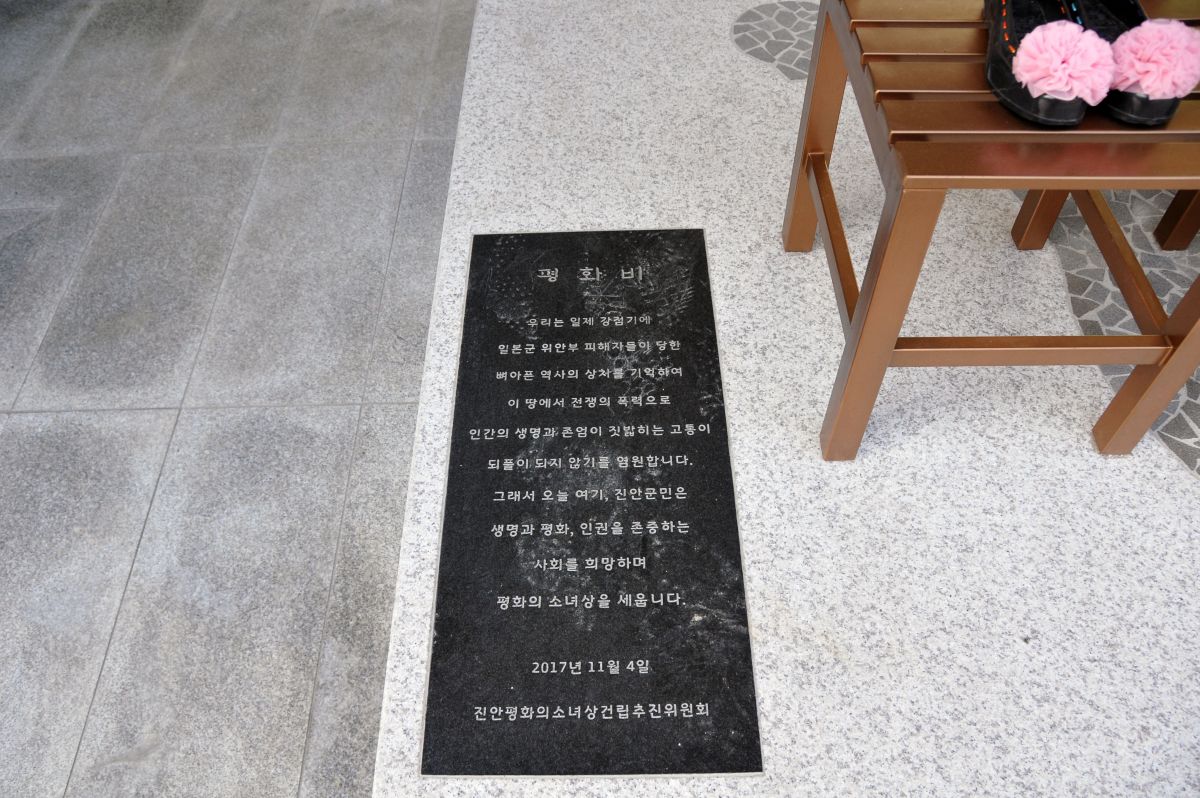 평화비
우리는 일제 강점기에
일본군 위안부 피해자들이 당한
뼈아픈 역사의 상처를 기억하여
이 땅에서 전쟁의 폭력으로
인간의 생명과 존엄이 짓밟히는 고통이
되풀이 되지 않기를 염원합니다.
그래서 오늘 여기, 진안군민은
생명과 평화, 인권을 존중하는
사회를 희망하며
평화의 소녀상을 세웁니다.
2017년 11월 4일
진안평화의소녀상건립추진위원회